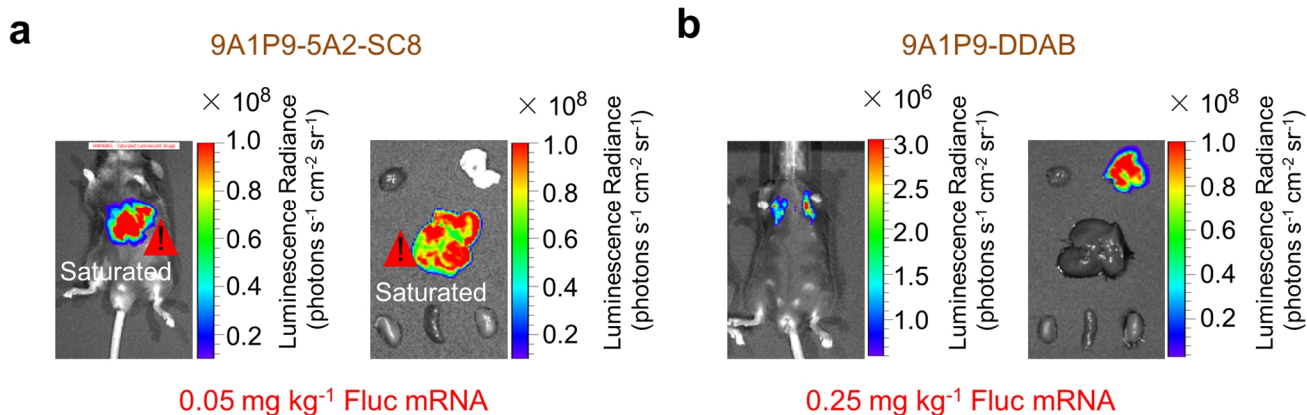 a
9A1P9-5A2-SC8
× 10⁸
1.0
0.8
0.6
0.4
0.2
Luminescence Radiance
(photons s⁻¹ cm⁻² sr⁻¹)
!
Saturated
× 10⁸
1.0
0.8
0.6
0.4
0.2
Luminescence Radiance
(photons s⁻¹ cm⁻² sr⁻¹)
!
Saturated
0.05 mg kg⁻¹ Fluc mRNA
b
9A1P9-DDAB
× 10⁶
3.0
2.5
2.0
1.5
1.0
Luminescence Radiance
(photons s⁻¹ cm⁻² sr⁻¹)
× 10⁸
1.0
0.8
0.6
0.4
0.2
Luminescence Radiance
(photons s⁻¹ cm⁻² sr⁻¹)
0.25 mg kg⁻¹ Fluc mRNA